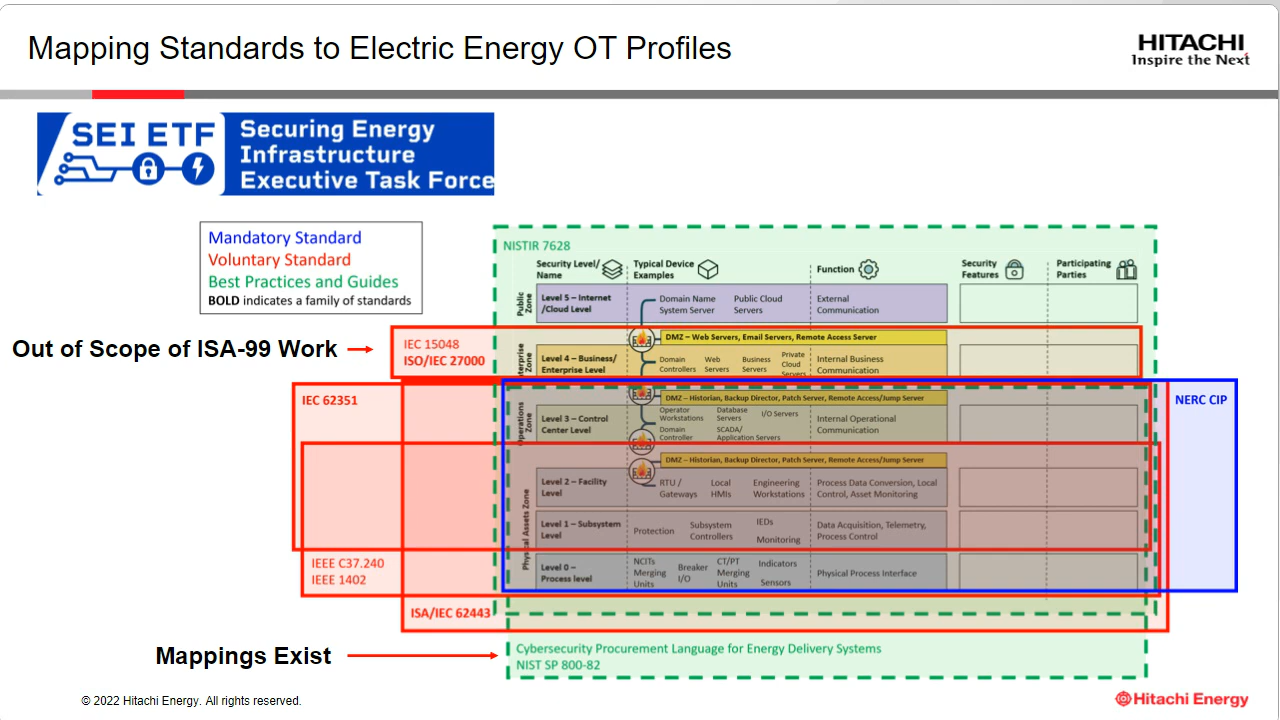 Mapping Standards to Electric Energy OT Profiles
HITACHI
Inspire the Next
SEI ETF
Securing Energy
Infrastructure
Executive Task Force
Mandatory Standard
Voluntary Standard
Best Practices and Guides
BOLD indicates a family of standards
NISTIR 7628
Security Level/
Name
Typical Device
Examples
Function
Security
Features
Participating
Parties
Public
Zone
Level 5 – Internet
/Cloud Level
Domain Name
System Server
Public Cloud
Servers
External
Communication
Out of Scope of ISA-99 Work
IEC 15048
ISO/IEC 27000
DMZ – Web Servers, Email Servers, Remote Access Server
Zone
Level 4 – Business/
Enterprise Level
Domain
Controllers
Web
Servers
Business
Servers
Private
Cloud
Servers
Internal Business
Communication
IEC 62351
NERC CIP
DMZ – Historian, Backup Director, Patch Server, Remote Access/Jump Server
Operations
Zone
Level 3 – Control
Center Level
Operator
Workstations
Database
Servers
I/O Servers
Domain
Controller
SCADA/
Application Servers
Internal Operational
Communication
DMZ – Historian, Backup Director, Patch Server, Remote Access/Jump Server
Physical Assets Zone
Level 2 – Facility
Level
RTU /
Gateways
Local
HMIs
Engineering
Workstations
Process Data Conversion, Local
Control, Asset Monitoring
Level 1 – Subsystem
Level
Protection
Subsystem
Controllers
IEDs
Monitoring
Data Acquisition, Telemetry,
Process Control
IEEE C37.240
IEEE 1402
Level 0 –
Process level
NCITs
Merging
Units
Breaker
I/O
CT/PT
Merging
Units
Indicators
Sensors
Physical Process Interface
ISA/IEC 62443
Mappings Exist
Cybersecurity Procurement Language for Energy Delivery Systems
NIST SP 800-82
© 2022 Hitachi Energy. All rights reserved.
Hitachi Energy